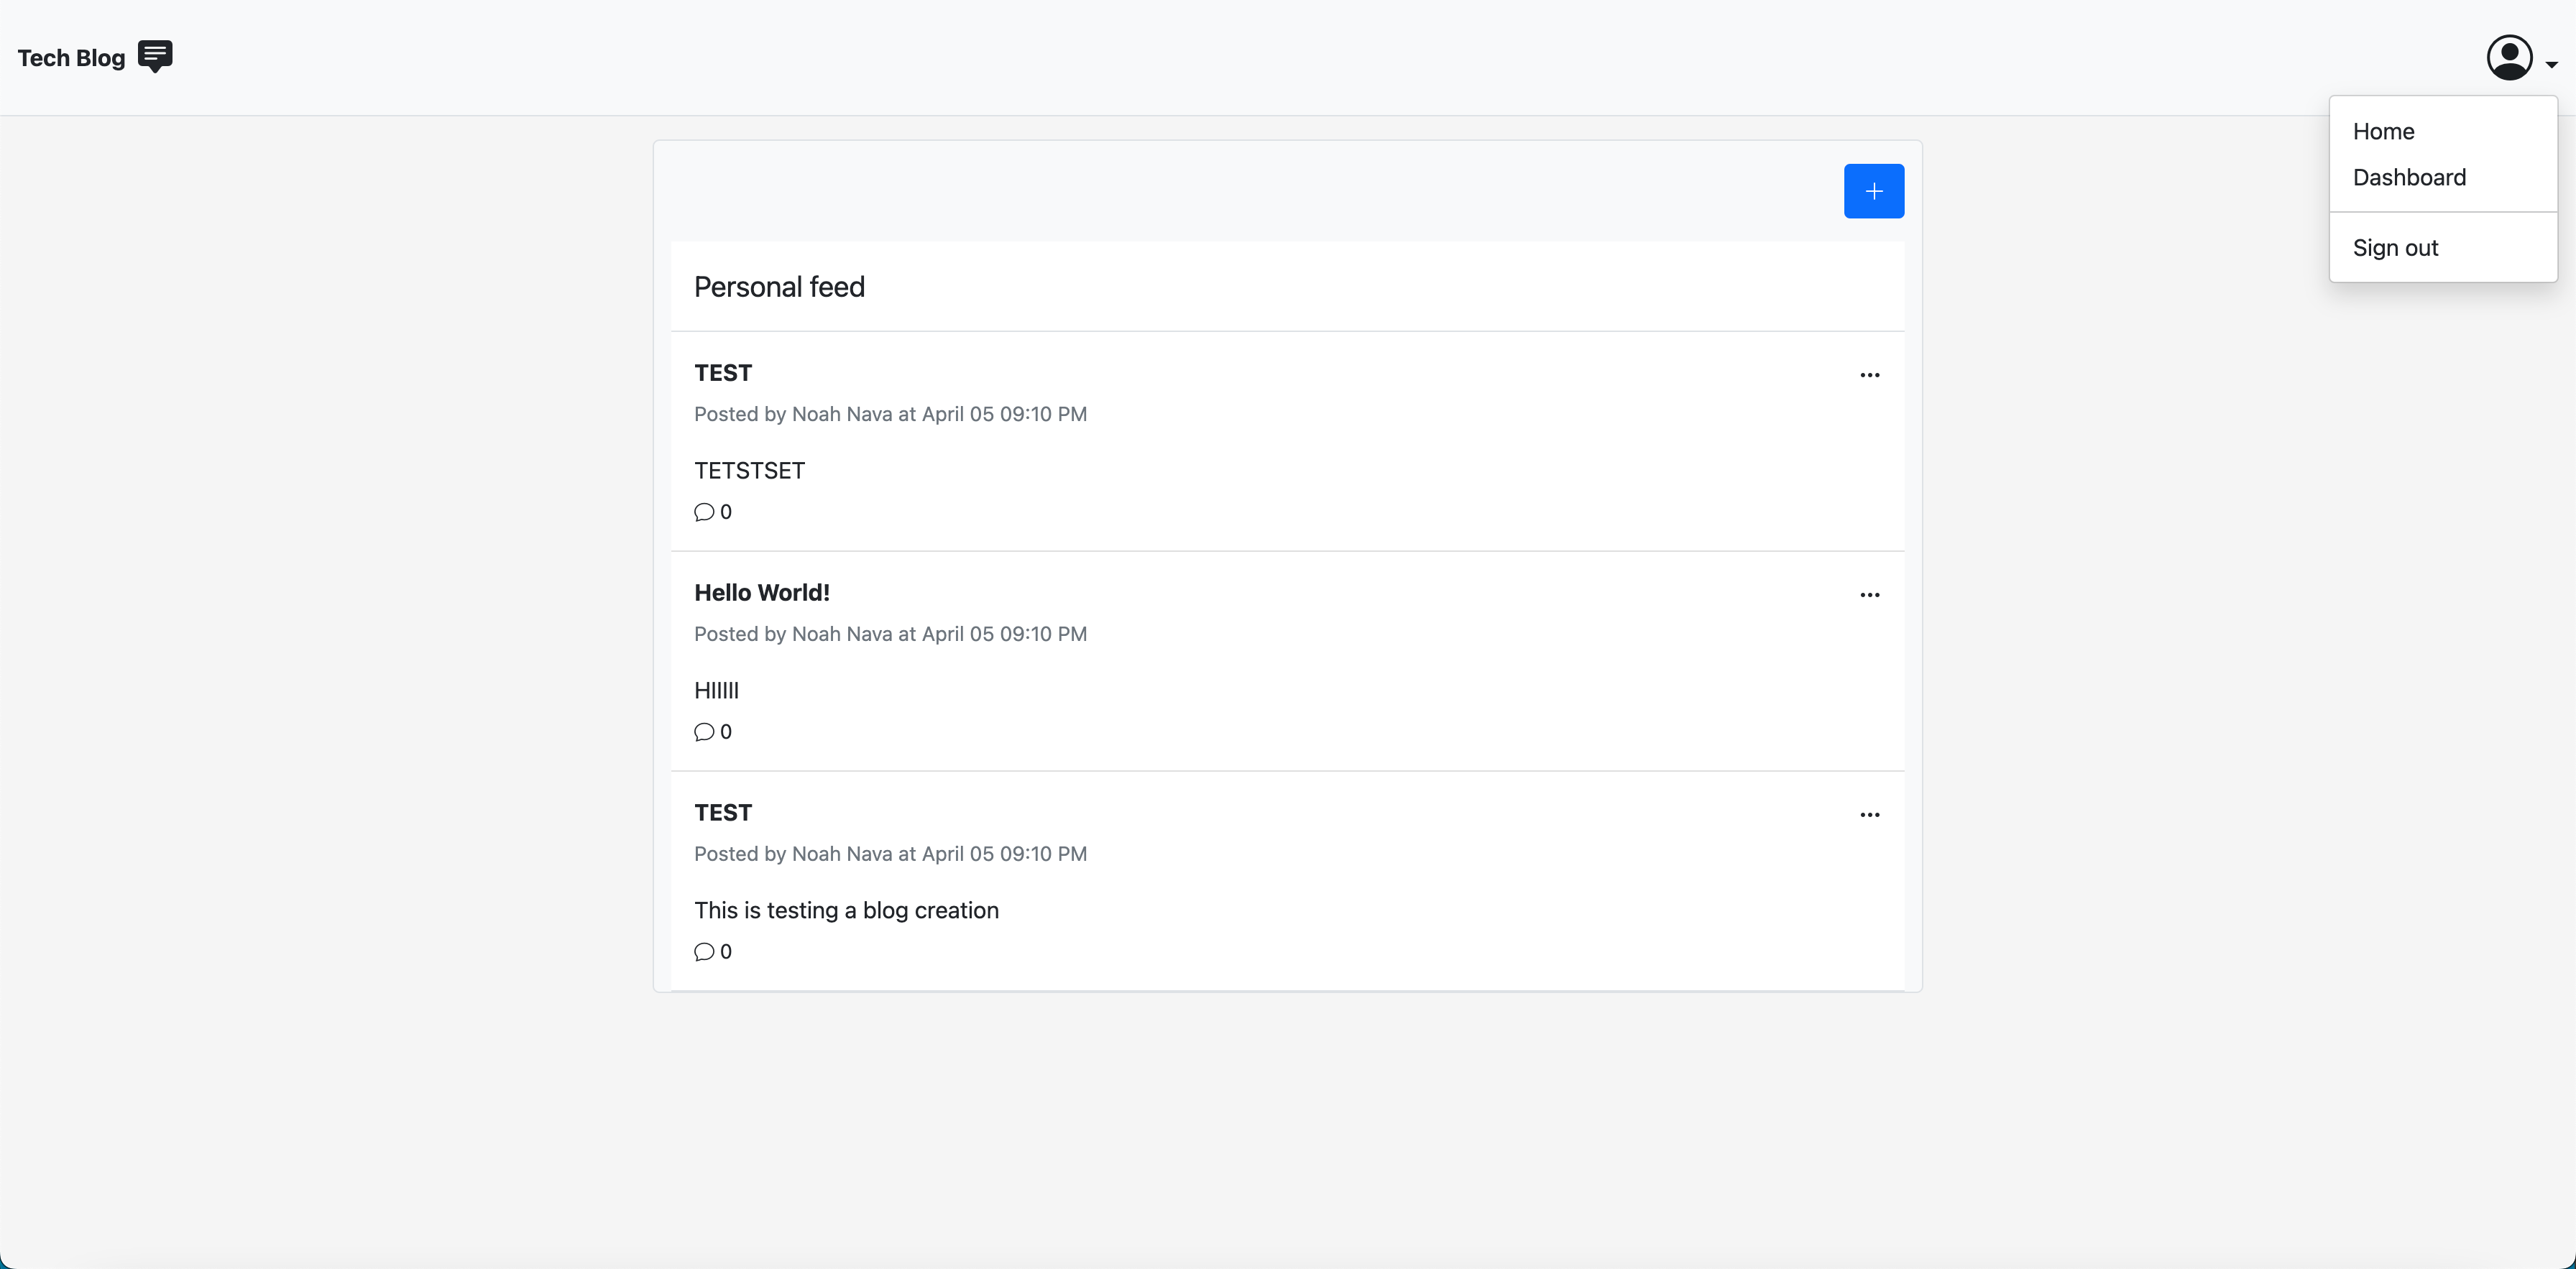 Tech Blog
Home
Dashboard
Sign out
Personal feed
TEST
Posted by Noah Nava at April 05 09:10 PM
TETSTSET
0
Hello World!
Posted by Noah Nava at April 05 09:10 PM
HIIIII
0
TEST
Posted by Noah Nava at April 05 09:10 PM
This is testing a blog creation
0